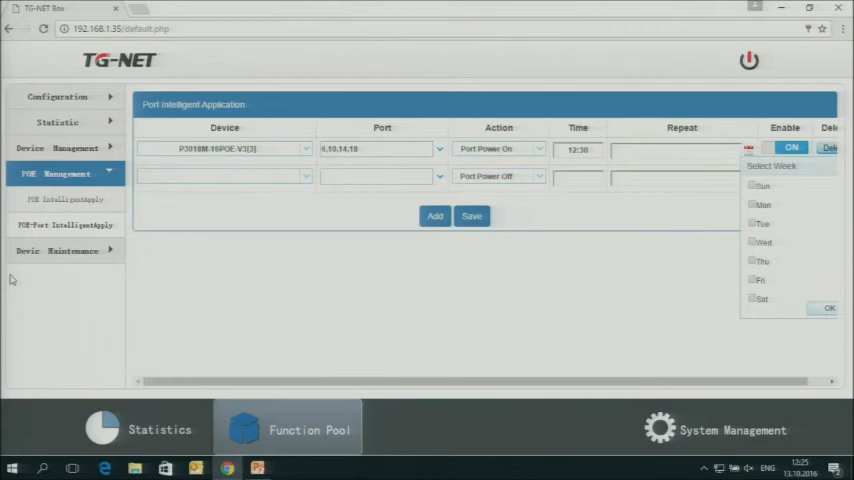 TG-NET Box
192.168.1.35/default.php
TG-NET
Configuration
Statistic
Device Management
POE Management
POE IntelligentApply
POE-Port IntelligentApply
Devic Maintenance
Port Intelligent Application
Device Port Action Time Repeat Enable Dele
P3018M-16POE-V3[3] 6,10,14,18 Port Power On 12:30 ON Dele
Port Power Off
Add Save
Select Week
Sun
Mon
Tue
Wed
Thu
Fri
Sat
OK
Statistics Function Pool System Management
ENG 12:25
13.10.2016